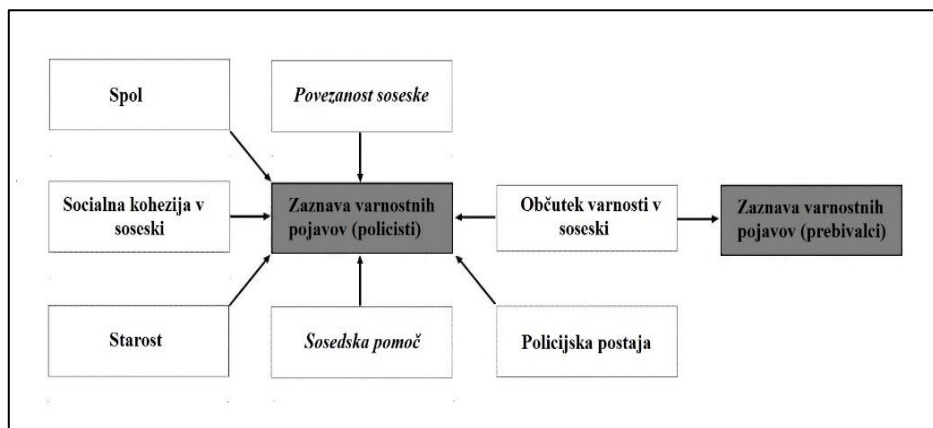 Spol
Povezanost soseske
Socialna kohezija v
soseski
Zaznava varnostnih
pojavov (policisti)
Občutek varnosti v
soseski
Zaznava varnostnih
pojavov (prebivalci)
Starost
Sosedska pomoč
Policijska postaja